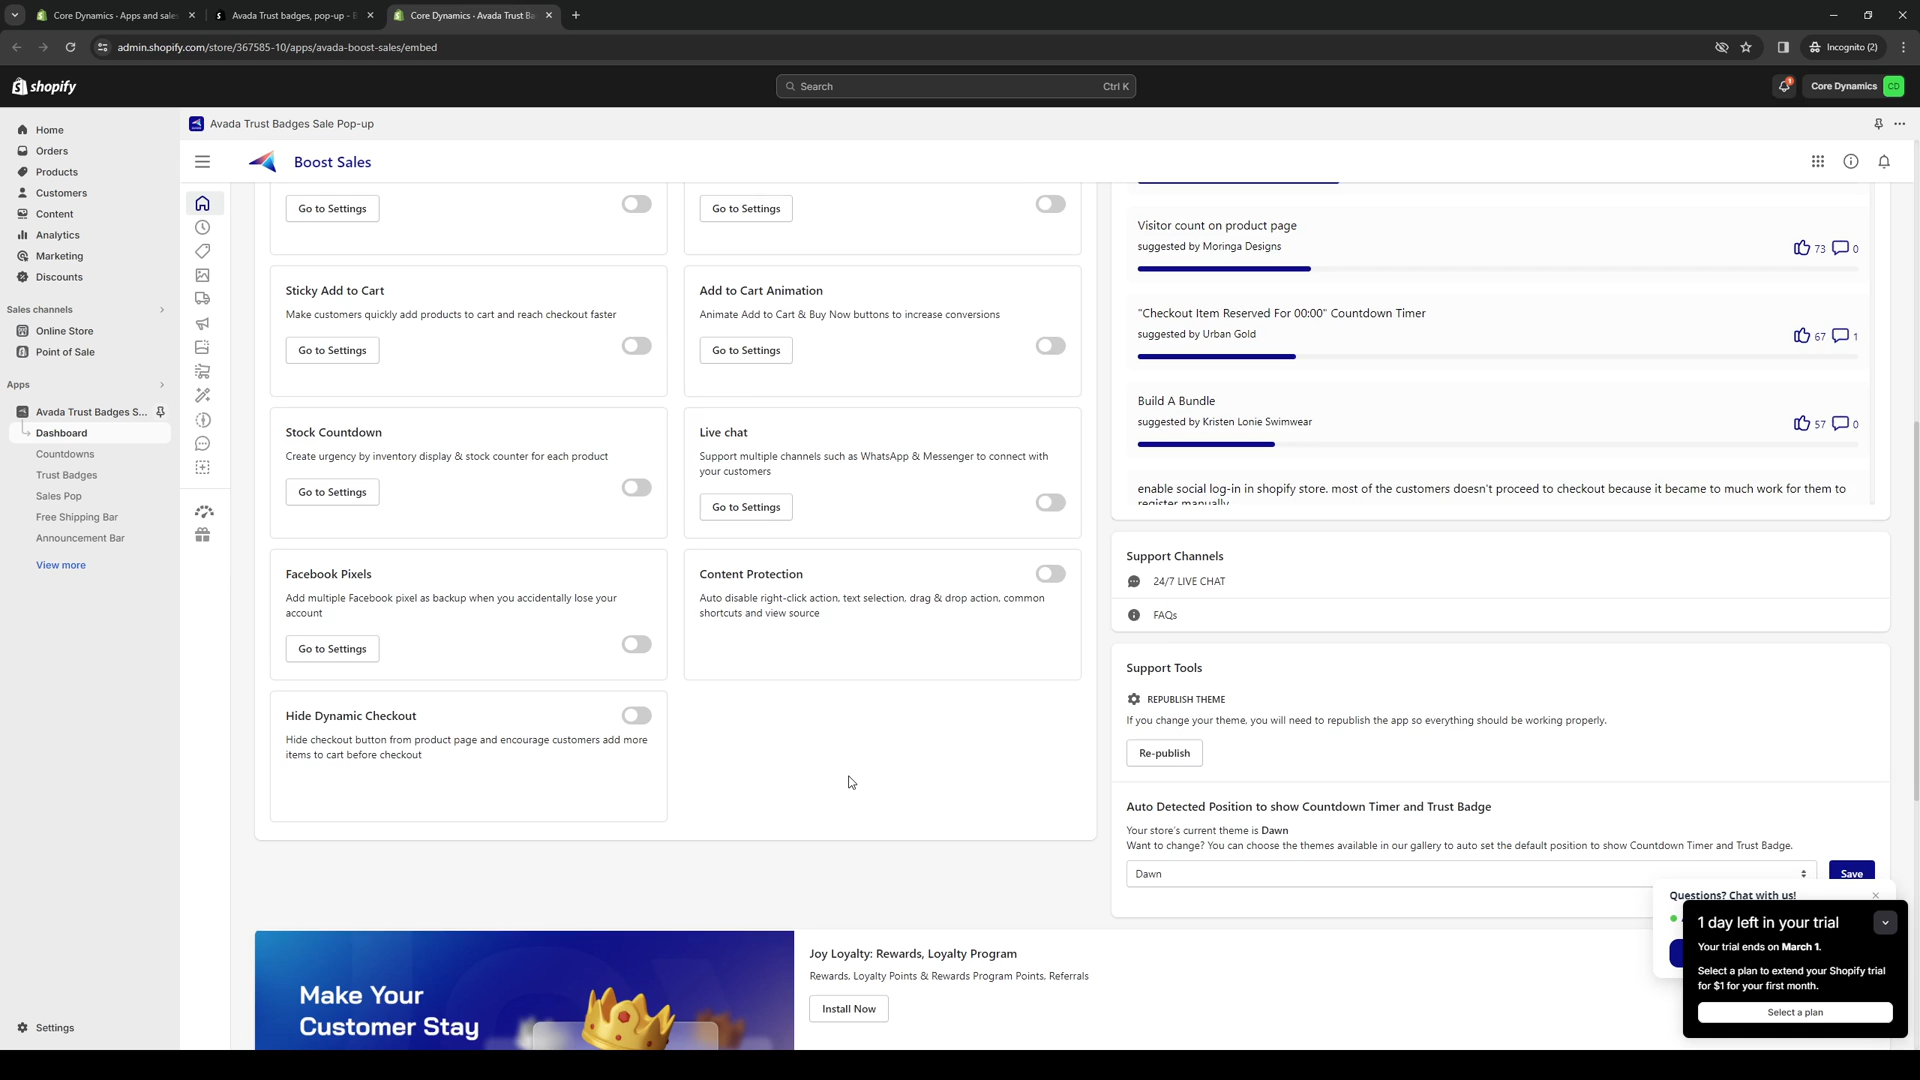 Core Dynamics · Apps and sale
Avada Trust badges, pop-up -
Core Dynamics · Avada Trust Ba
admin.shopify.com/store/367585-10/apps/avada-boost-sales/embed
Incognito (2)
shopify
Search
Ctrl K
1
Core Dynamics
CD
Home
Orders
Products
Customers
Content
Analytics
Marketing
Discounts
Sales channels
Online Store
Point of Sale
Apps
Avada Trust Badges S...
Dashboard
Countdowns
Trust Badges
Sales Pop
Free Shipping Bar
Announcement Bar
View more
Settings
Avada Trust Badges Sale Pop-up
Boost Sales
Go to Settings
Go to Settings
Sticky Add to Cart
Make customers quickly add products to cart and reach checkout faster
Go to Settings
Add to Cart Animation
Animate Add to Cart & Buy Now buttons to increase conversions
Go to Settings
Stock Countdown
Create urgency by inventory display & stock counter for each product
Go to Settings
Live chat
Support multiple channels such as WhatsApp & Messenger to connect with
your customers
Go to Settings
Facebook Pixels
Add multiple Facebook pixel as backup when you accidentally lose your
account
Go to Settings
Content Protection
Auto disable right-click action, text selection, drag & drop action, common
shortcuts and view source
Hide Dynamic Checkout
Hide checkout button from product page and encourage customers add more
items to cart before checkout
Visitor count on product page
suggested by Moringa Designs
73 0
"Checkout Item Reserved For 00:00" Countdown Timer
suggested by Urban Gold
67 1
Build A Bundle
suggested by Kristen Lonie Swimwear
57 0
enable social log-in in shopify store. most of the customers doesn't proceed to checkout because it became to much work for them to
register manually
Support Channels
24/7 LIVE CHAT
FAQs
Support Tools
REPUBLISH THEME
If you change your theme, you will need to republish the app so everything should be working properly.
Re-publish
Auto Detected Position to show Countdown Timer and Trust Badge
Your store's current theme is Dawn
Want to change? You can choose the themes available in our gallery to auto set the default position to show Countdown Timer and Trust Badge.
Dawn
Save
Questions? Chat with us!
1 day left in your trial
Your trial ends on March 1.
Select a plan to extend your Shopify trial
for $1 for your first month.
Select a plan
Make Your
Customer Stay
Joy Loyalty: Rewards, Loyalty Program
Rewards, Loyalty Points & Rewards Program Points, Referrals
Install Now